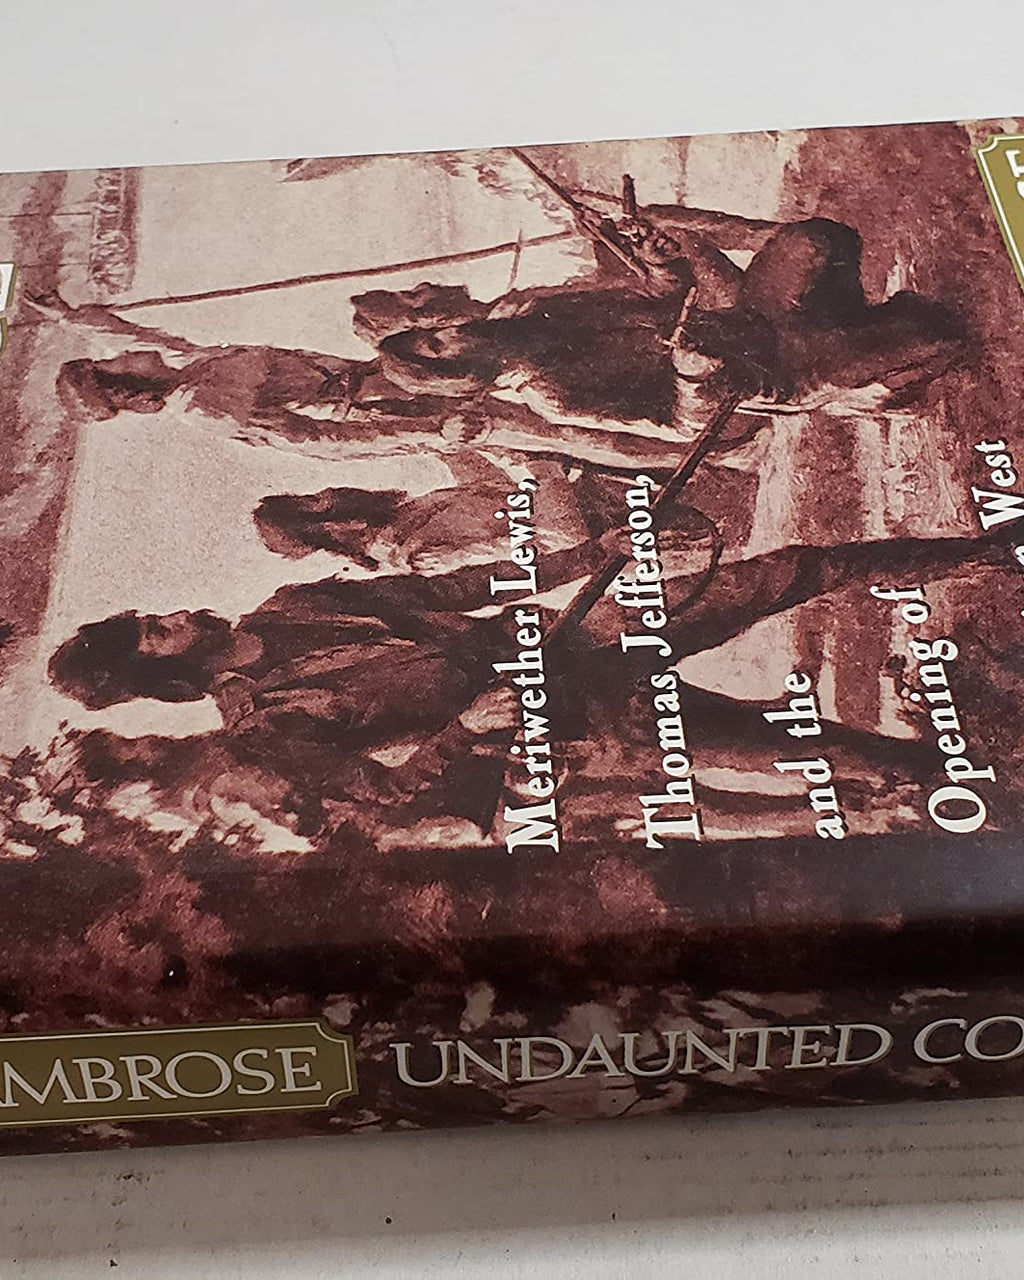 Meriwether Lewis,
Thomas Jefferson,
and the
Opening of
West
MBROSE
UNDAUNTED CO